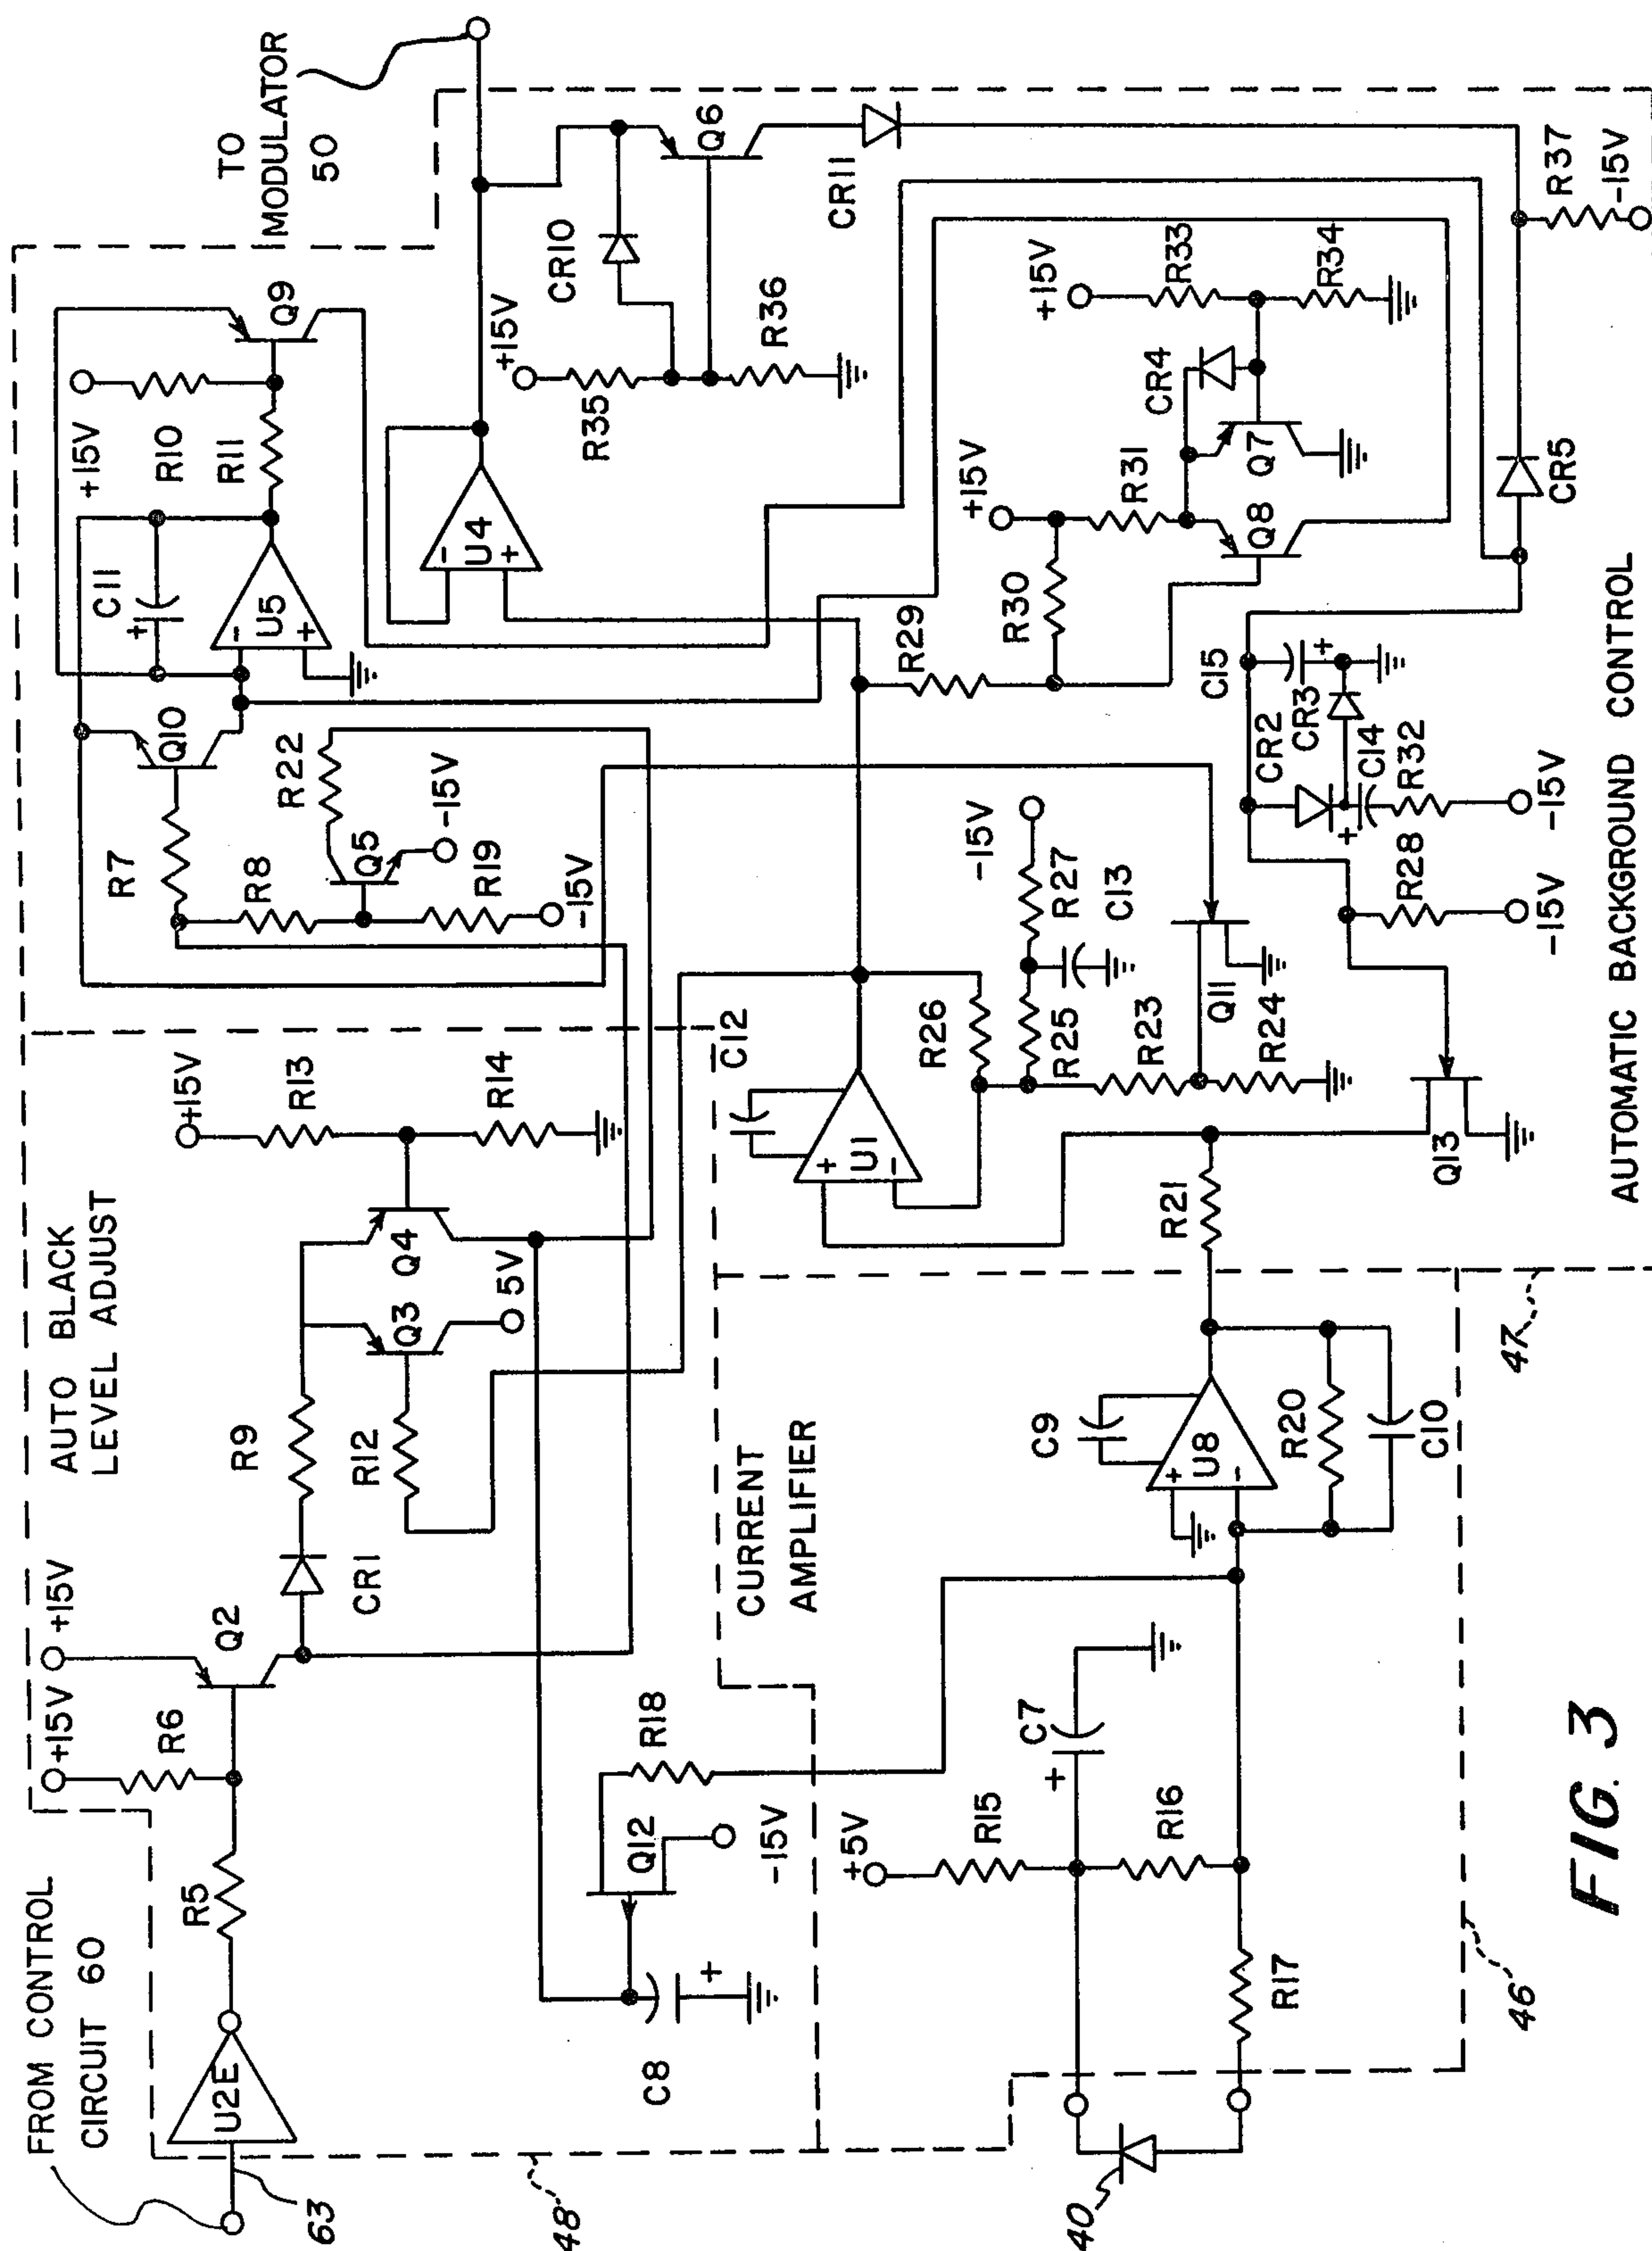 FROM CONTROL
CIRCUIT 60
63
U2E
R5
R6
+15V
+15V
Q2
CR1
R9
R12
AUTO BLACK
LEVEL ADJUST
Q3
5V
Q4
+15V
R13
R14
R7
R8
Q5
R19
-15V
-15V
R22
Q10
C11
+
-
U5
+
+15V
R10
R11
Q9
TO
MODULATOR
50
-
U4
+
+15V
R35
R36
CR10
Q6
CR11
C8
+
Q12
-15V
R18
48
CURRENT
AMPLIFIER
C12
+
U1
-
R26
R25
R27
-15V
C13
R23
R24
Q11
R29
R30
+15V
R31
Q8
Q7
CR4
+15V
R33
R34
40
+5V
R15
C7
+
R16
R17
46
C9
+
U8
-
R20
C10
47
R21
Q13
R28
-15V
CR2
+
C14
R32
-15V
CR3
C15
+
CR5
R37
-15V
AUTOMATIC BACKGROUND CONTROL
FIG. 3